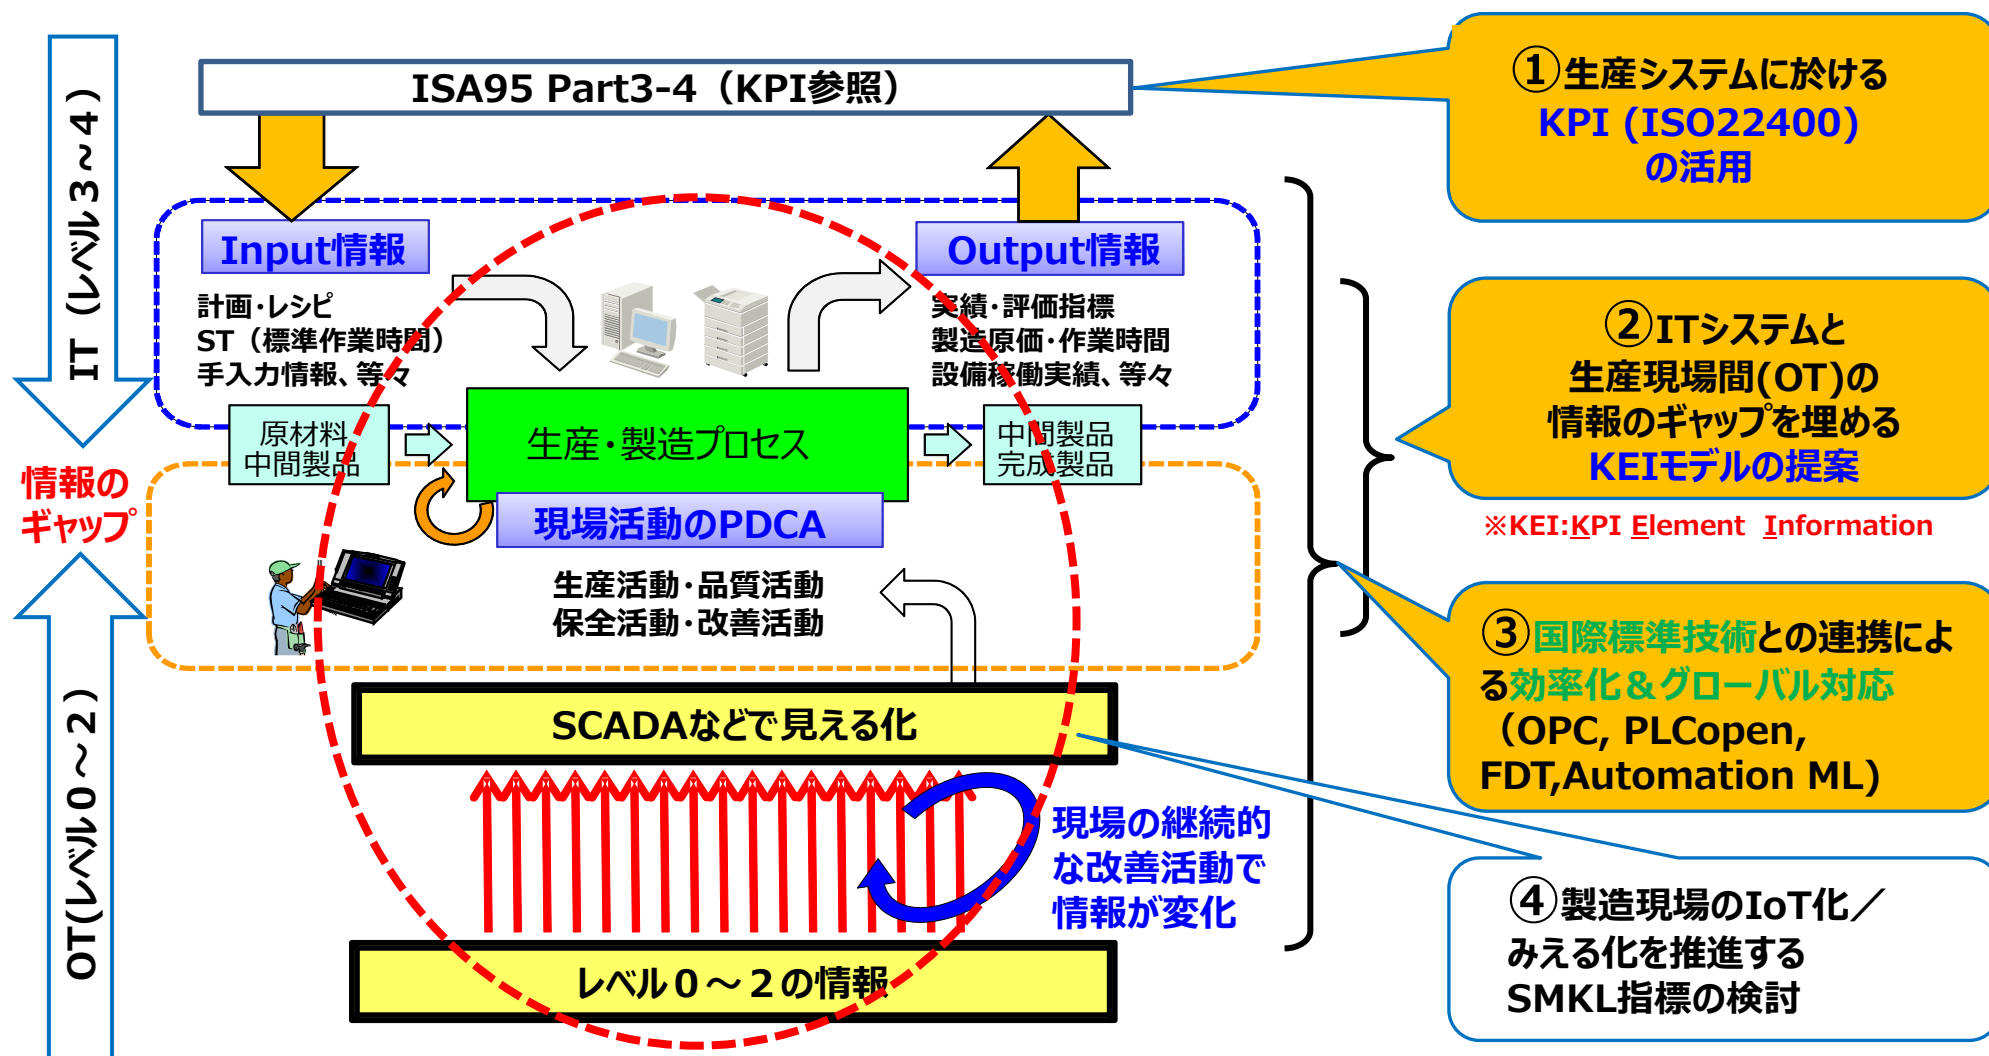 ISA95 Part3-4（KPI参照）
IT（レベル3～4）
Input情報
計画・レシピ
ST（標準作業時間）
手入力情報、等々
Output情報
実績・評価指標
製造原価・作業時間
設備稼働実績、等々
原材料
中間製品
生産・製造プロセス
中間製品
完成製品
情報の
ギャップ
現場活動のPDCA
生産活動・品質活動
保全活動・改善活動
OT(レベル０～２）
SCADAなどで見える化
現場の継続的
な改善活動で
情報が変化
レベル０～２の情報
①生産システムに於ける
KPI (ISO22400)
の活用
②ITシステムと
生産現場間(OT)の
情報のギャップを埋める
KEIモデルの提案
※KEI:KPI Element Information
③国際標準技術との連携によ
る効率化＆グローバル対応
（OPC, PLCopen,
FDT,Automation ML)
④製造現場のIoT化／
みえる化を推進する
SMKL指標の検討